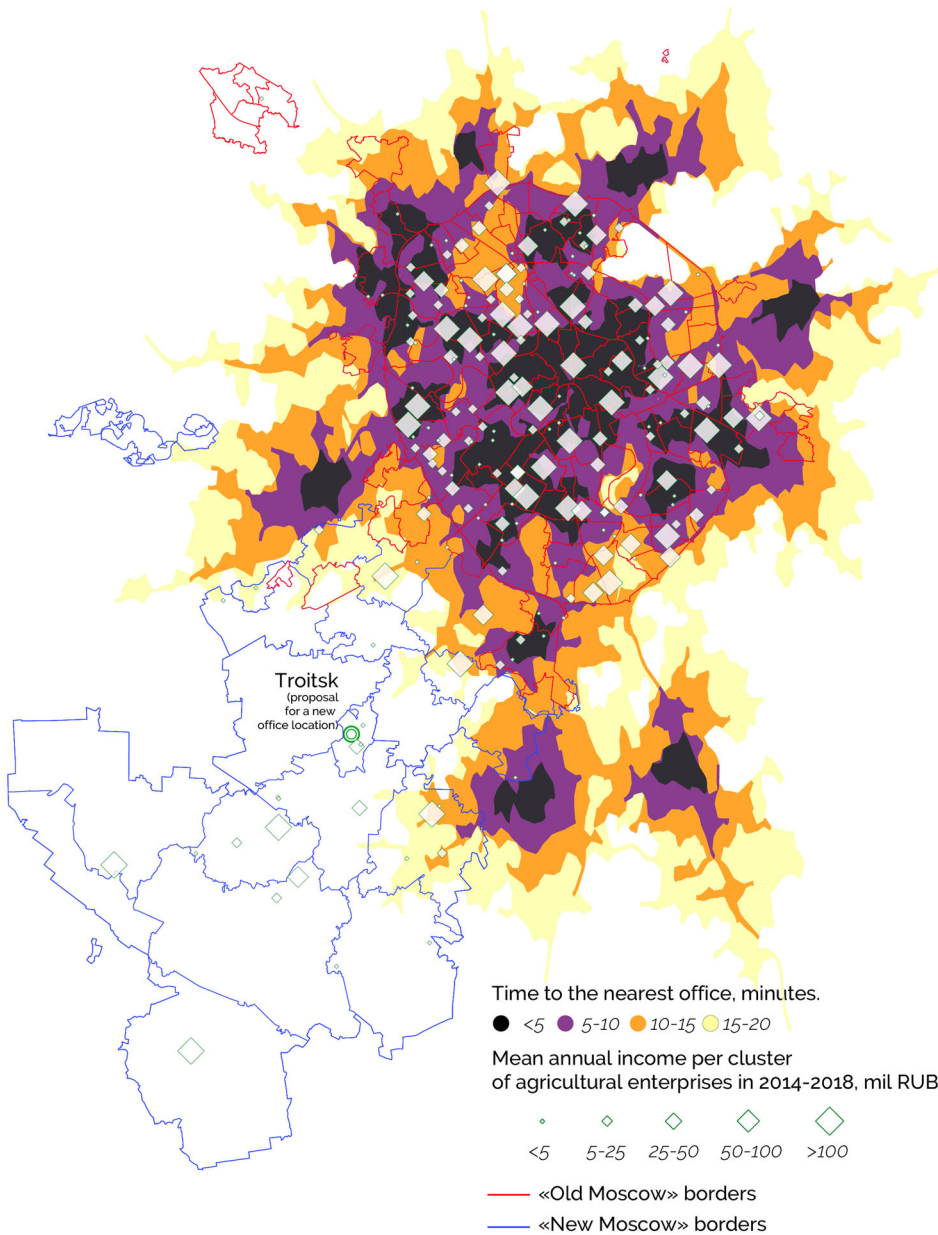 Troitsk
(proposal
for a new
office location)
Time to the nearest office, minutes.
<5 5-10 10-15 15-20
Mean annual income per cluster
of agricultural enterprises in 2014-2018, mil RUB
<5 5-25 25-50 50-100 >100
«Old Moscow» borders
«New Moscow» borders